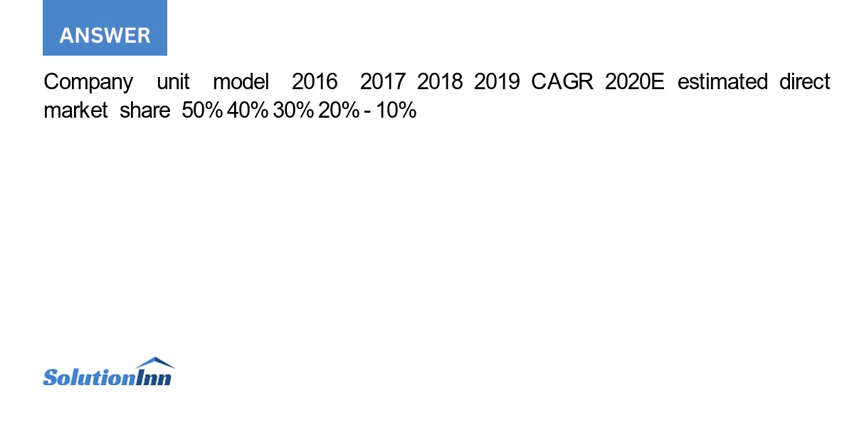 ANSWER
Company unit model 2016 2017 2018 2019 CAGR 2020E estimated direct
market share 50% 40% 30% 20% - 10%
SolutionInn